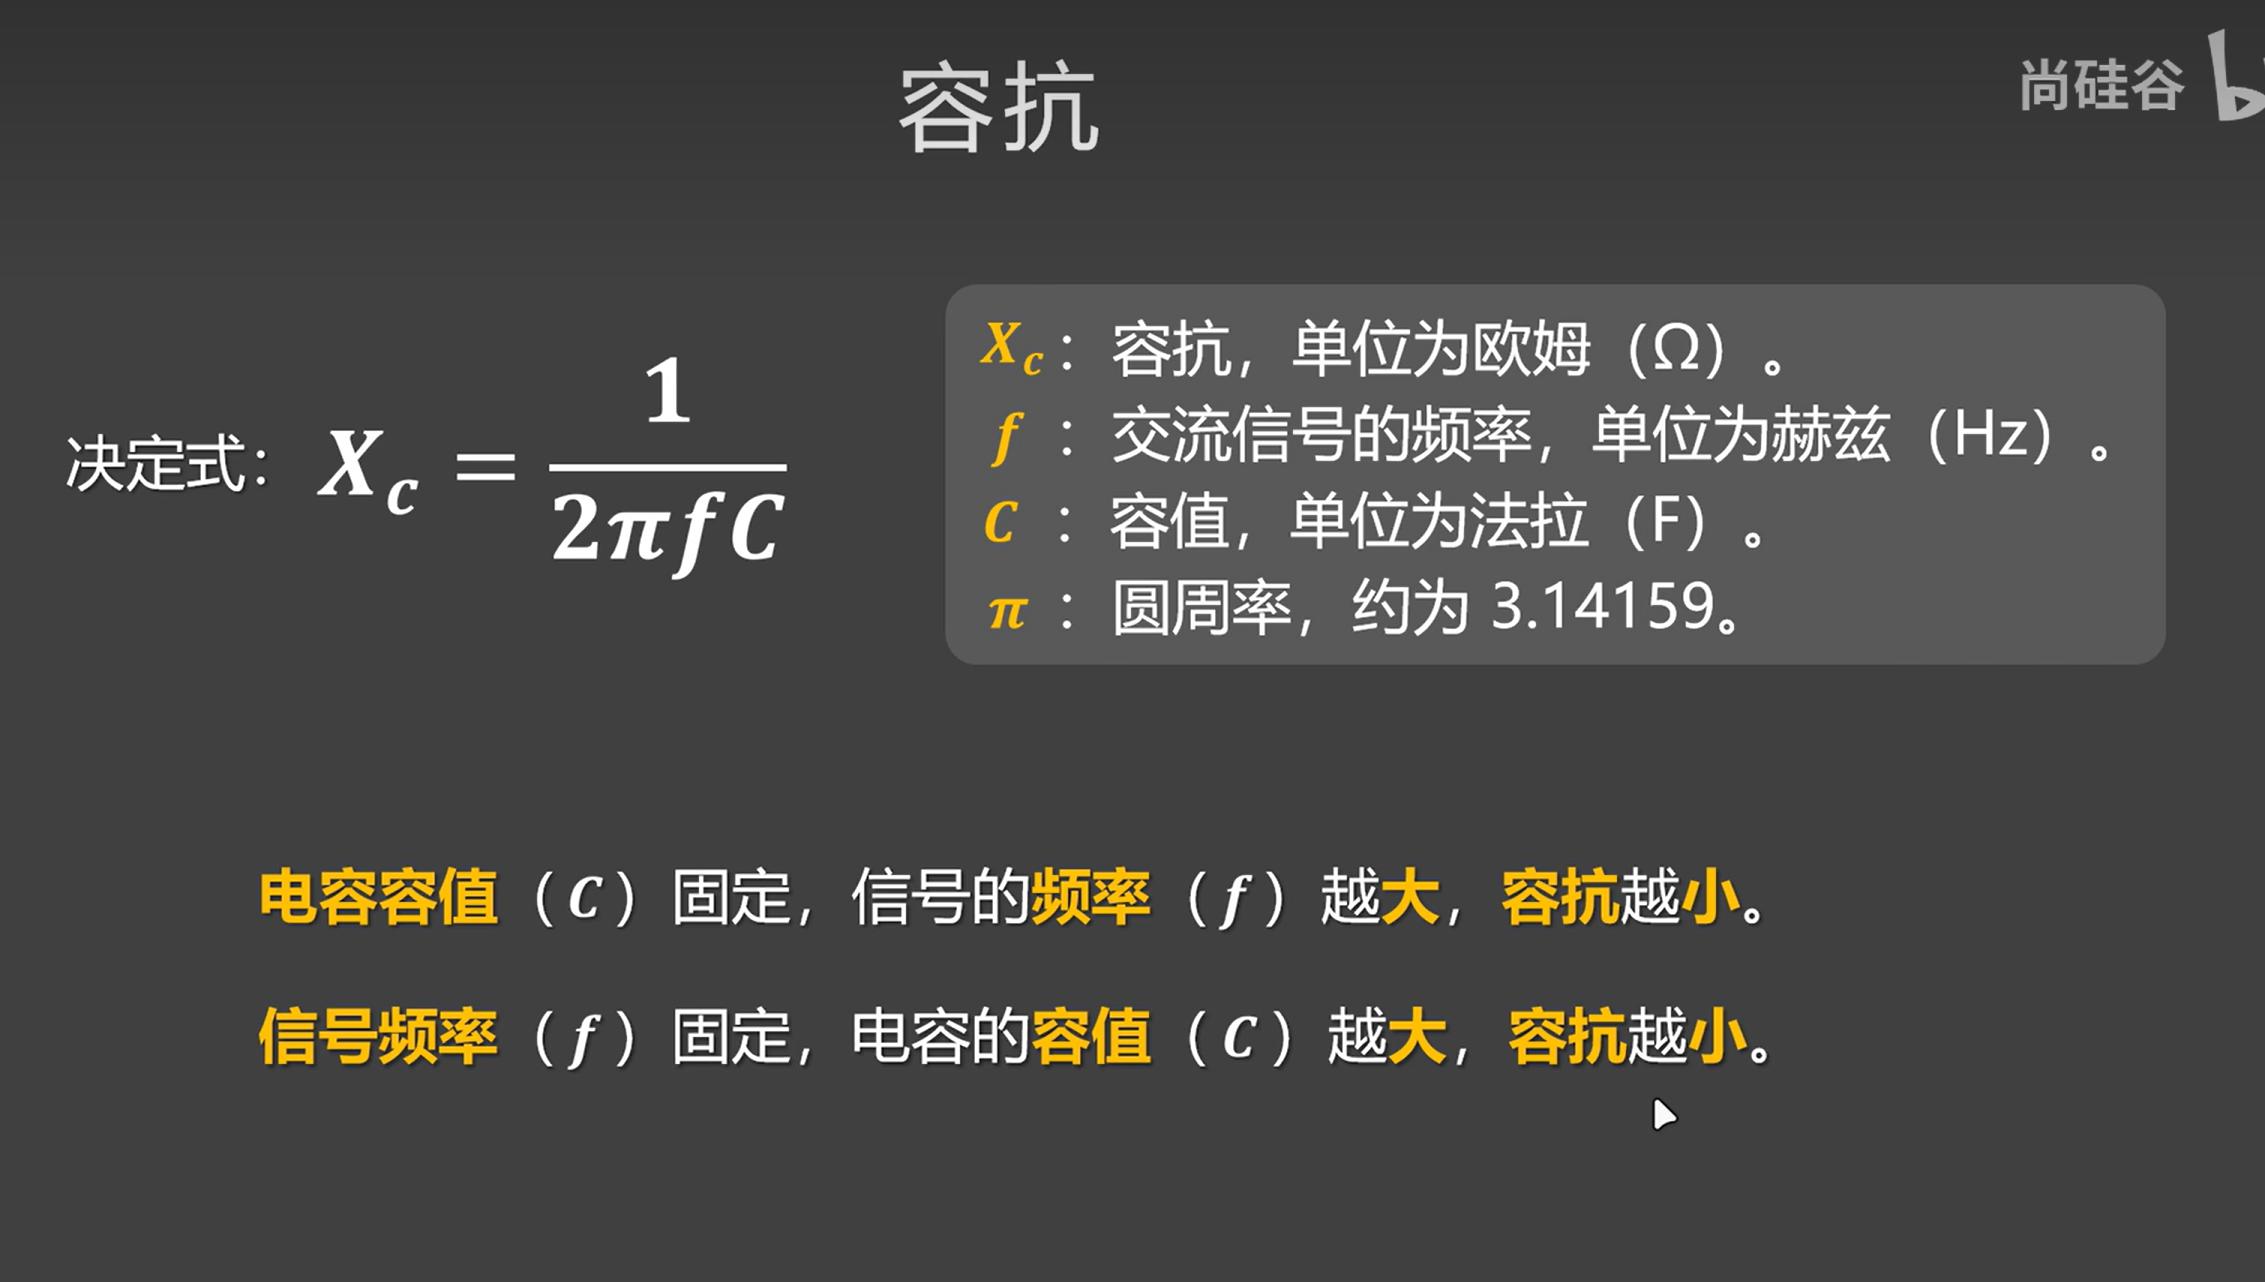 容抗
尚硅谷
决定式：X_c = 1 / 2πfC
X_c：容抗，单位为欧姆（Ω）。
f：交流信号的频率，单位为赫兹（Hz）。
C：容值，单位为法拉（F）。
π：圆周率，约为 3.14159。
电容容值（C）固定，信号的频率（f）越大，容抗越小。
信号频率（f）固定，电容的容值（C）越大，容抗越小。